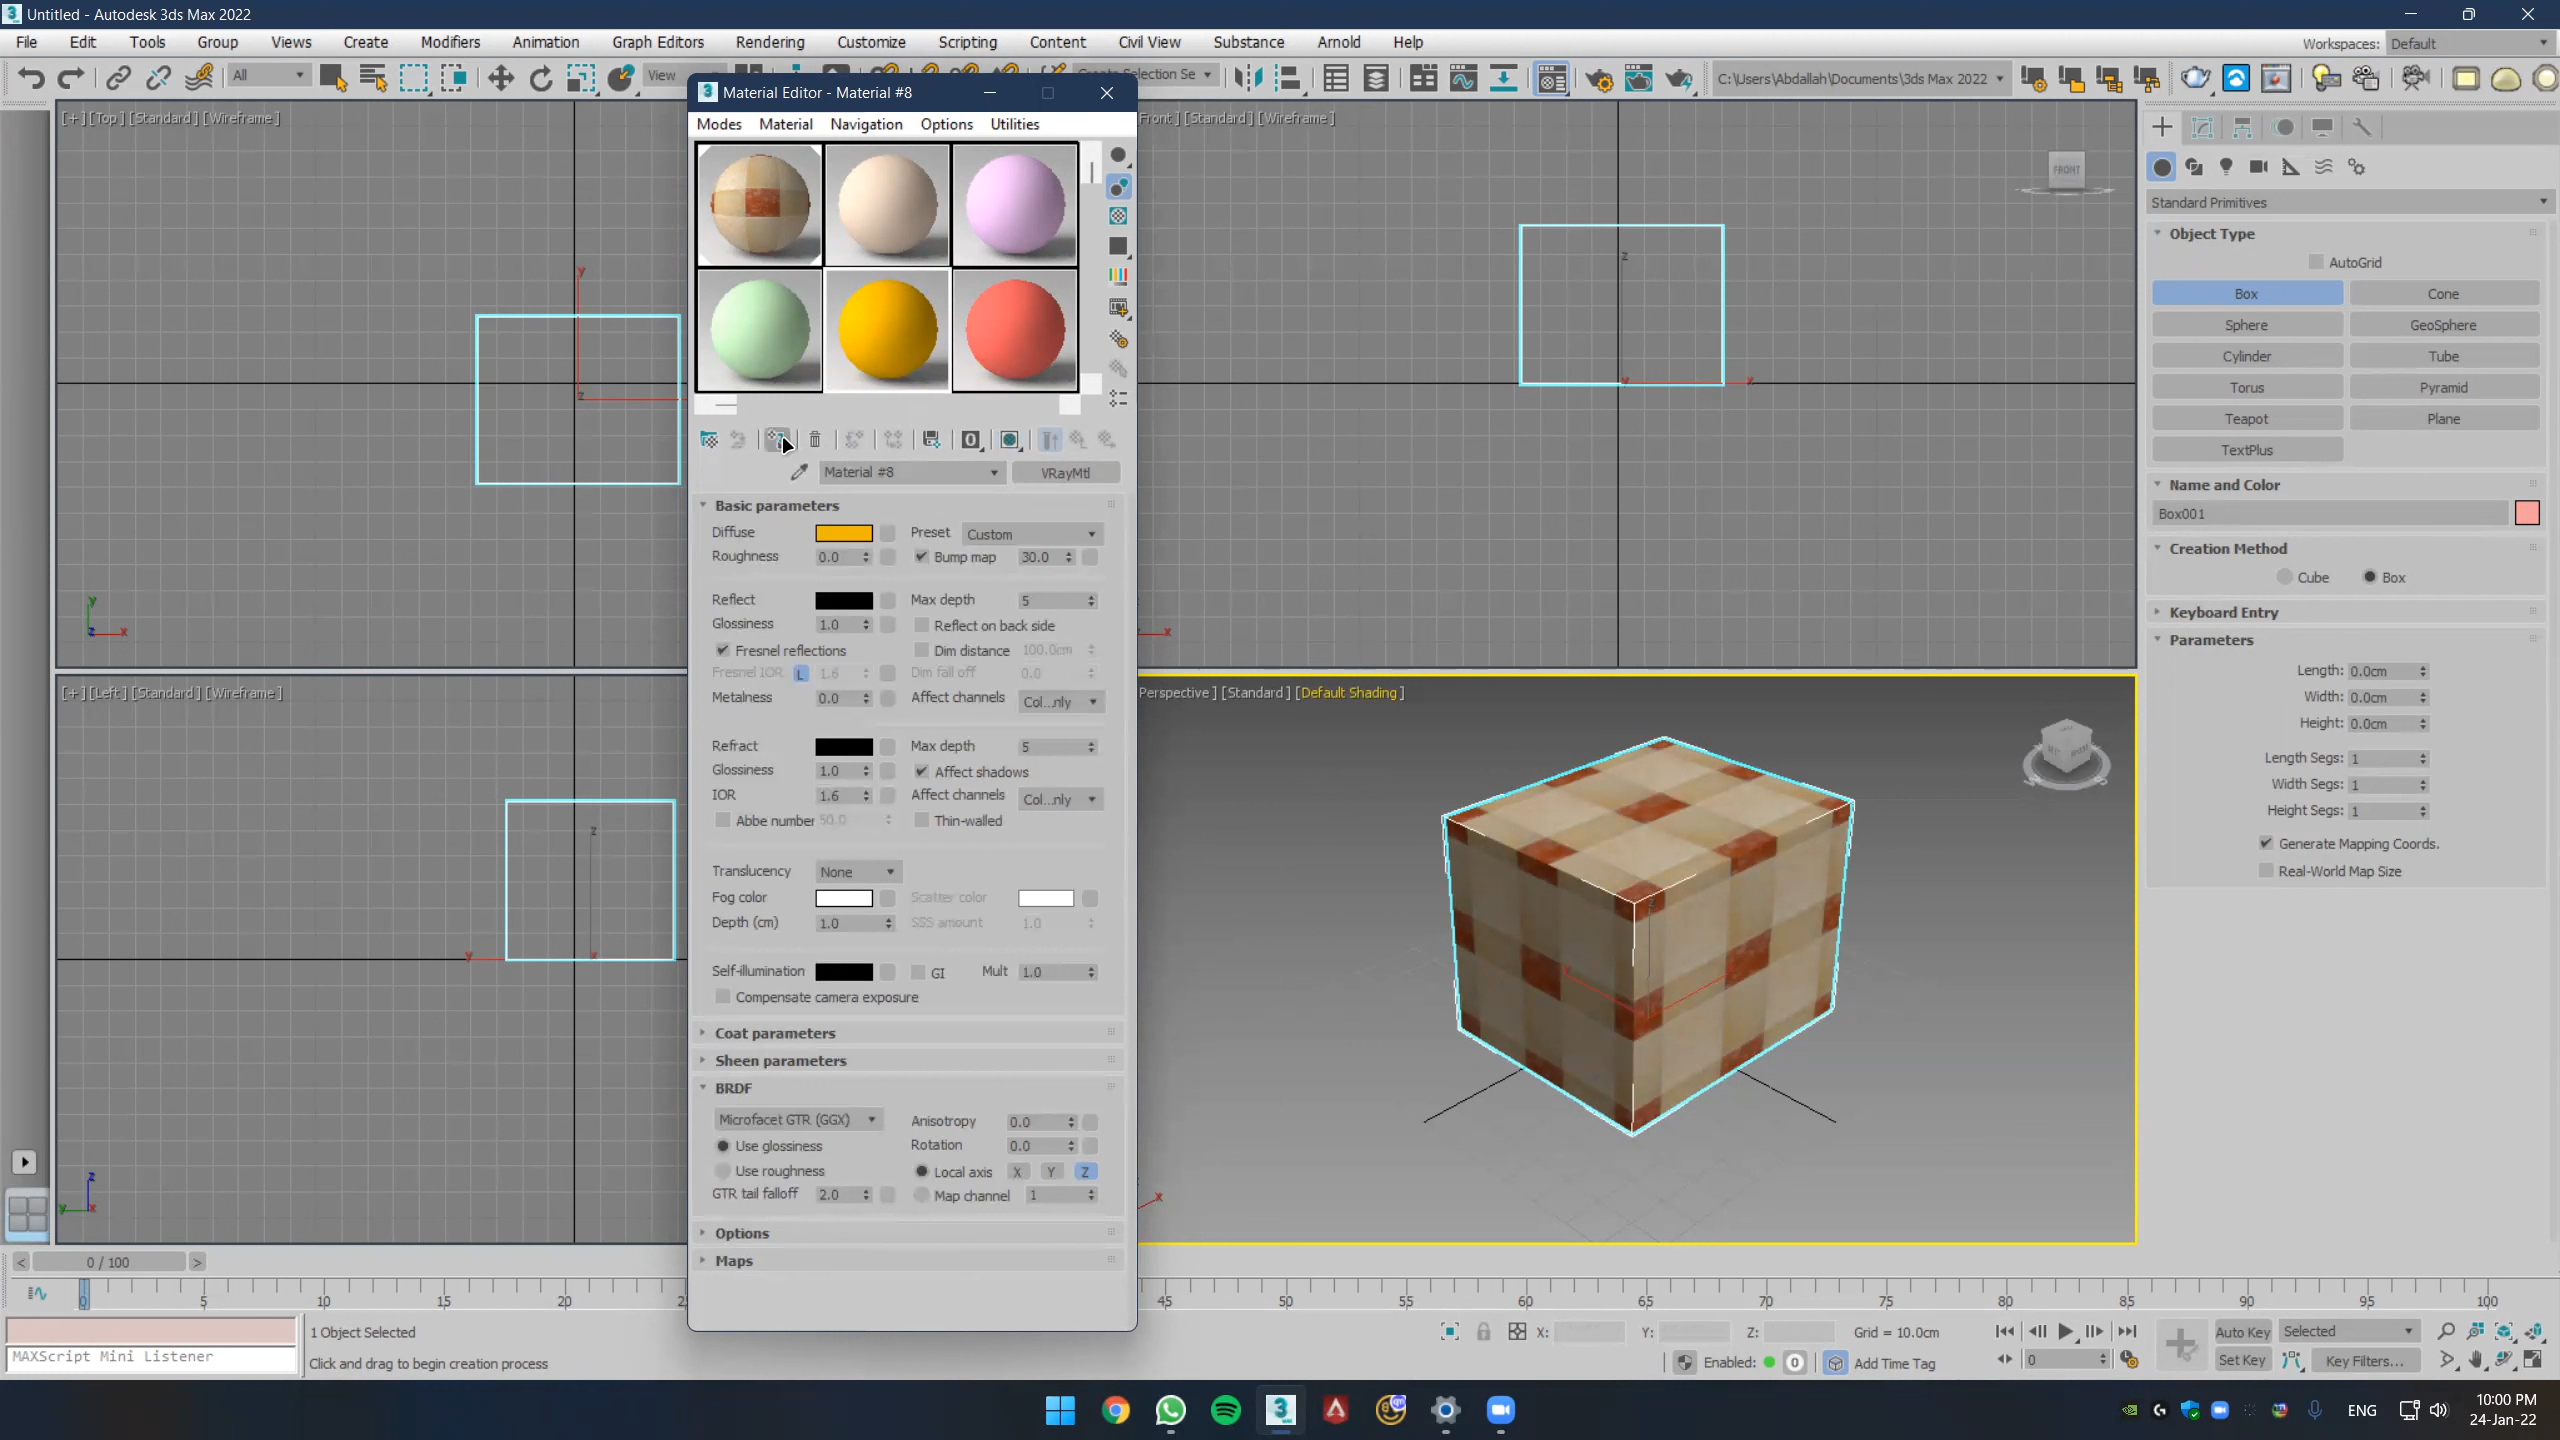 Untitled - Autodesk 3ds Max 2022
File Edit Tools Group Views Create Modifiers Animation Graph Editors Rendering Customize Scripting Content Civil View Substance Arnold Help
Workspaces: Default
All
View
C:\Users\Abdallah\Documents\3ds Max 2022
[+][Top][Standard][Wireframe]
Front][Standard][Wireframe]
FRONT
Material Editor - Material #8
Modes Material Navigation Options Utilities
Material #8
VRayMtl
Basic parameters
Diffuse
Preset Custom
Roughness 0.0
Bump map 30.0
Reflect
Max depth 5
Glossiness 1.0
Reflect on back side
Fresnel reflections
Dim distance 100.0cm
Fresnel IOR L 1.6
Dim fall off 0.0
Metalness 0.0
Affect channels Col...nly
Refract
Max depth 5
Glossiness 1.0
Affect shadows
IOR 1.6
Affect channels Col...nly
Abbe number 50.0
Thin-walled
Translucency None
Fog color
Scatter color
Depth (cm) 1.0
SSS amount 1.0
Self-illumination
GI
Mult 1.0
Compensate camera exposure
Coat parameters
Sheen parameters
BRDF
Microfacet GTR (GGX)
Anisotropy 0.0
Use glossiness
Rotation 0.0
Use roughness
Local axis X Y Z
GTR tail falloff 2.0
Map channel 1
Options
Maps
[+][Left][Standard][Wireframe]
Perspective][Standard][Default Shading]
Standard Primitives
Object Type
AutoGrid
Box Cone
Sphere GeoSphere
Cylinder Tube
Torus Pyramid
Teapot Plane
TextPlus
Name and Color
Box001
Creation Method
Cube Box
Keyboard Entry
Parameters
Length: 0.0cm
Width: 0.0cm
Height: 0.0cm
Length Segs: 1
Width Segs: 1
Height Segs: 1
Generate Mapping Coords.
Real-World Map Size
0 / 100
0 5 10 15 20 45 50 55 60 65 70 75 80 85 90 95 100
1 Object Selected
MAXScript Mini Listener
Click and drag to begin creation process
X: Y: Z: Grid = 10.0cm
Enabled: 0 Add Time Tag
0
Auto Key Selected
Set Key Key Filters...
ENG
10:00 PM
24-Jan-22